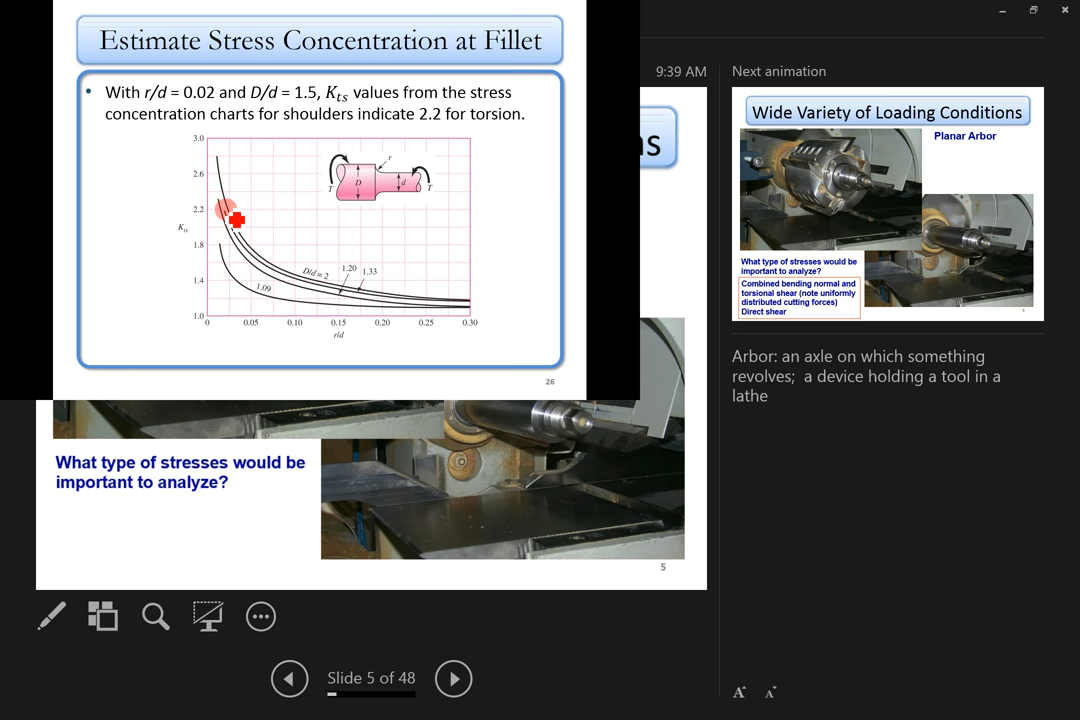 Estimate Stress Concentration at Fillet
• With r/d = 0.02 and D/d = 1.5, Kts values from the stress
concentration charts for shoulders indicate 2.2 for torsion.
3.0
2.6
2.2
Kts
1.8
1.4
1.0
r
D
d
T
T
D/d = 2
1.20
1.33
1.09
0
0.05
0.10
0.15
0.20
0.25
0.30
r/d
26
ns
What type of stresses would be
important to analyze?
5
Slide 5 of 48
9:39 AM
Next animation
Wide Variety of Loading Conditions
Planar Arbor
What type of stresses would be
important to analyze?
Combined bending normal and
torsional shear (note uniformly
distributed cutting forces)
Direct shear
5
Arbor: an axle on which something
revolves; a device holding a tool in a
lathe
A A